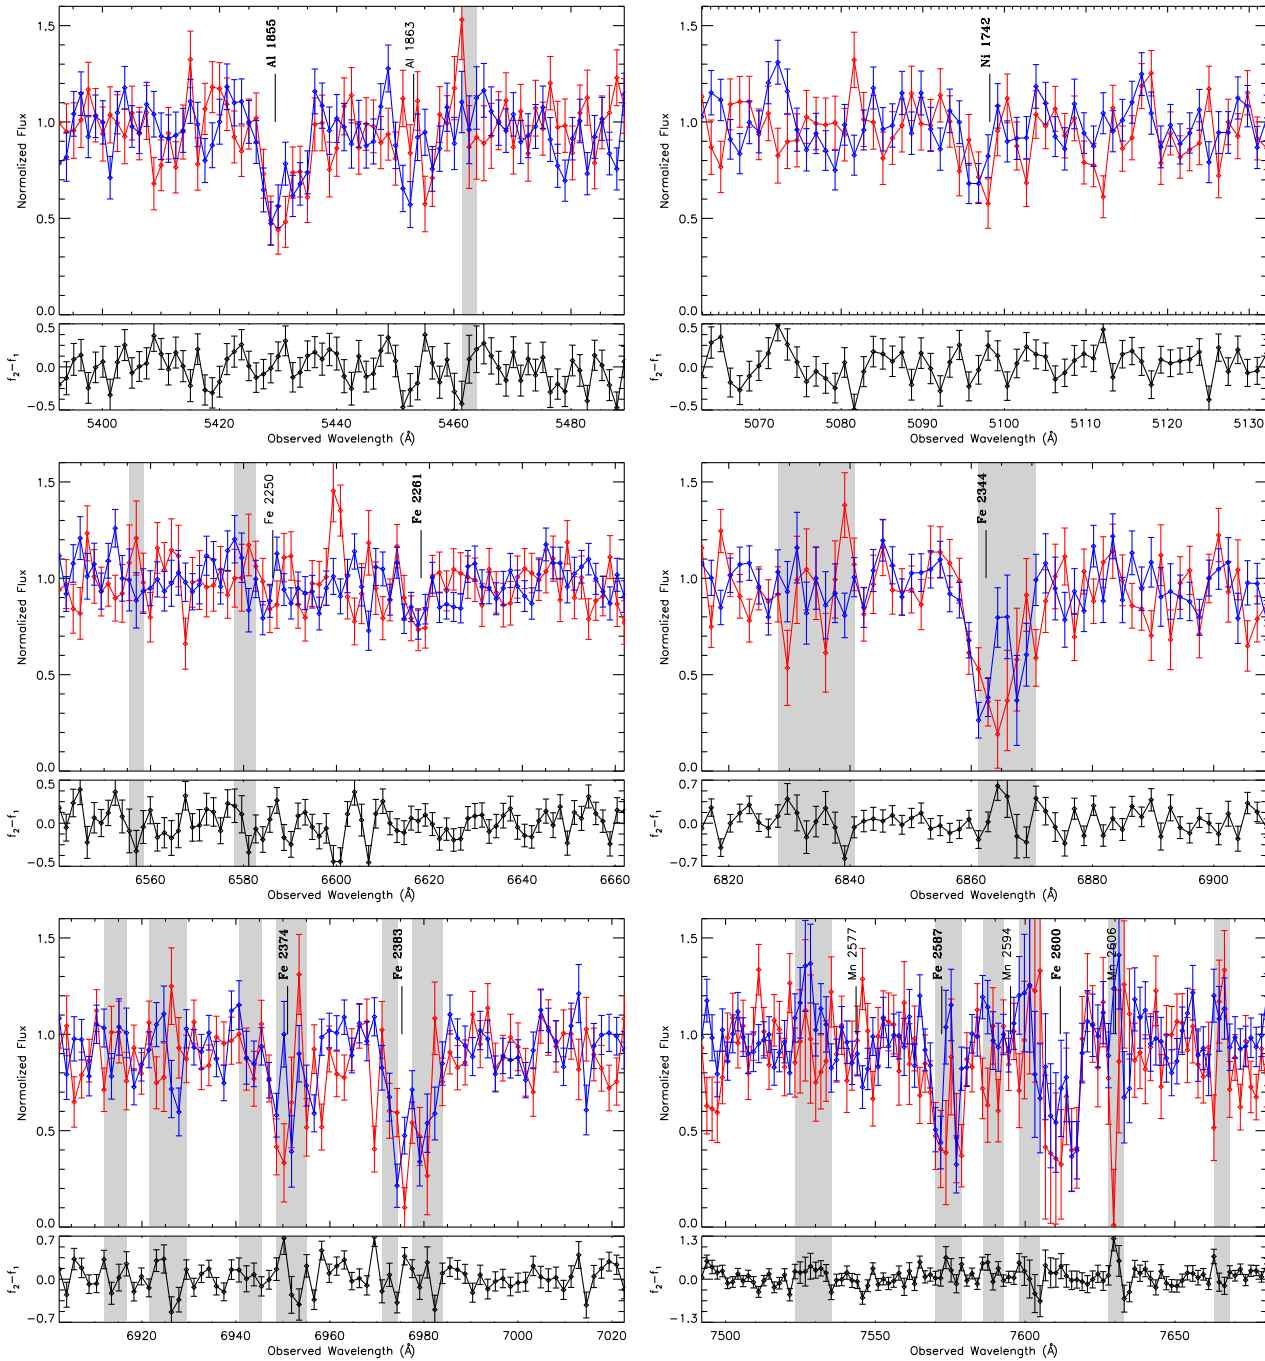 Al 1855
Al 1863
1.5
1.0
0.5
0.0
Normalized Flux
0.5
0.0
−0.5
f2−f1
5400 5420 5440 5460 5480
Observed Wavelength (Å)
Ni 1742
1.5
1.0
0.5
0.0
Normalized Flux
0.5
0.0
−0.5
f2−f1
5070 5080 5090 5100 5110 5120 5130
Observed Wavelength (Å)
Fe 2250
Fe 2261
1.5
1.0
0.5
0.0
Normalized Flux
0.5
0.0
−0.5
f2−f1
6560 6580 6600 6620 6640 6660
Observed Wavelength (Å)
Fe 2344
1.5
1.0
0.5
0.0
Normalized Flux
0.7
0.0
−0.7
f2−f1
6820 6840 6860 6880 6900
Observed Wavelength (Å)
Fe 2374
Fe 2383
1.5
1.0
0.5
0.0
Normalized Flux
0.7
0.0
−0.7
f2−f1
6920 6940 6960 6980 7000 7020
Observed Wavelength (Å)
Mn 2577
Fe 2587
Mn 2594
Fe 2600
Mn 2606
1.5
1.0
0.5
0.0
Normalized Flux
1.3
0.0
−1.3
f2−f1
7500 7550 7600 7650
Observed Wavelength (Å)